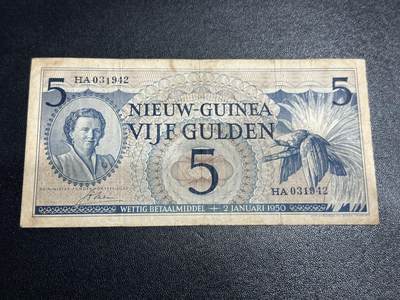 HA 031942
5 5
NIEUW-GUINEA
VIJF GULDEN
5
HA 031942
WETTIG BETAALMIDDEL + 2 JANUARI 1950